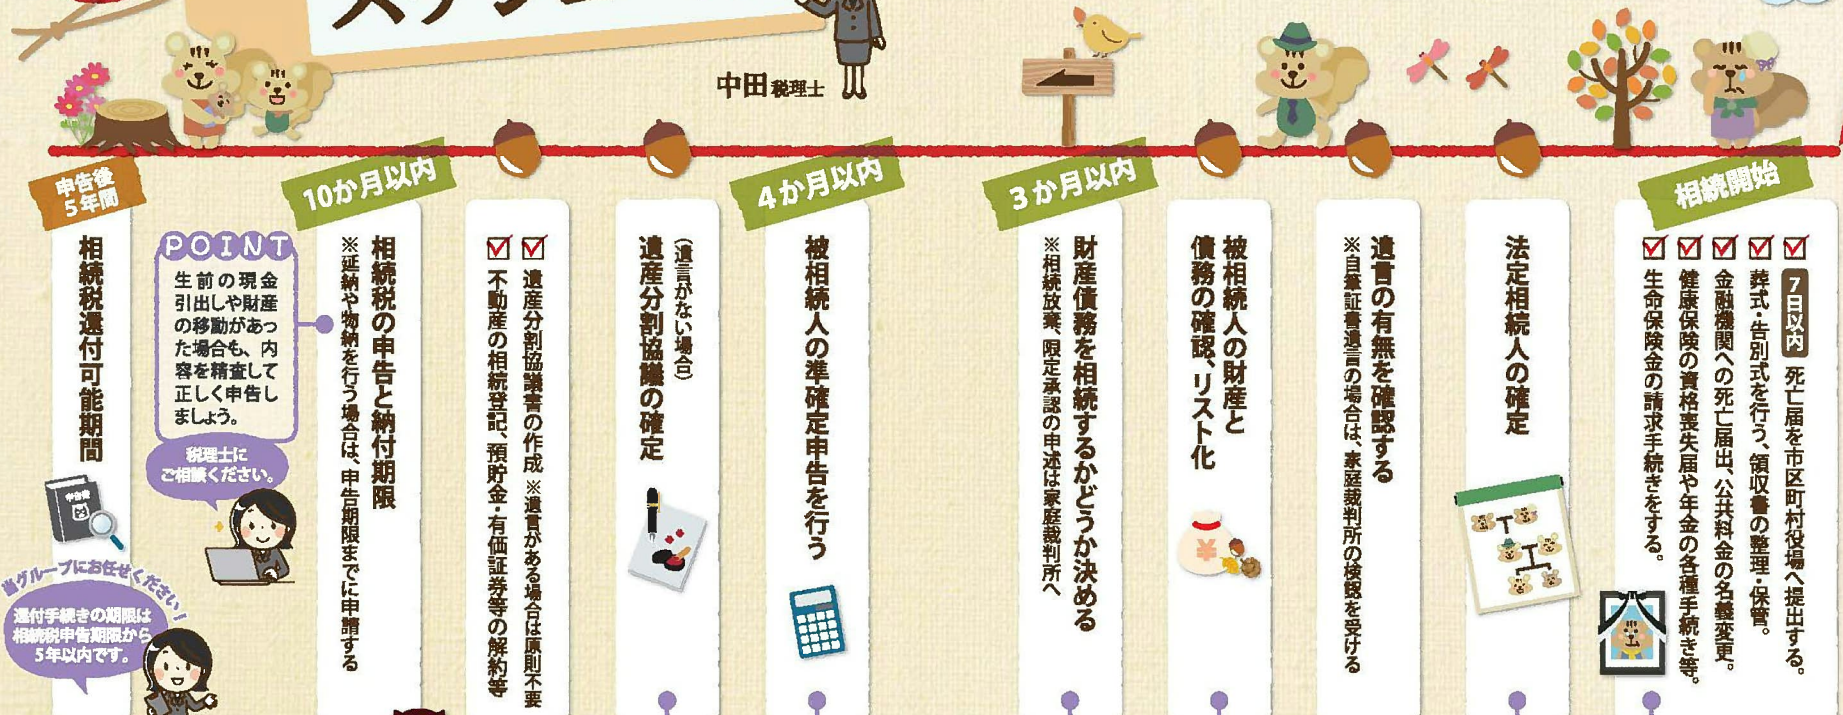 中田 税理士
相続開始
7日以内 死亡届を市区町村役場へ提出する。
葬式・告別式を行う、領収書の整理・保管。
金融機関への死亡届出、公共料金の名義変更。
健康保険の資格喪失届や年金の各種手続き等。
生命保険金の請求手続きをする。
法定相続人の確定
遺言の有無を確認する
※自筆証書遺言の場合は、家庭裁判所の検認を受ける
被相続人の財産と
債務の確認、リスト化
3か月以内
財産債務を相続するかどうか決める
※相続放棄、限定承認の申述は家庭裁判所へ
4か月以内
被相続人の準確定申告を行う
(遺言がない場合)
遺産分割協議の確定
遺産分割協議書の作成 ※遺言がある場合は原則不要
不動産の相続登記、預貯金・有価証券等の解約等
10か月以内
相続税の申告と納付期限
※延納や物納を行う場合は、申告期限までに申請する
POINT
生前の現金
引出しや財産
の移動があっ
た場合も、内
容を精査して
正しく申告し
ましょう。
税理士に
ご相談ください。
申告後
5年間
相続税還付可能期間
申告書
当グループにお任せください!
還付手続きの期限は
相続税申告期限から
5年以内です。